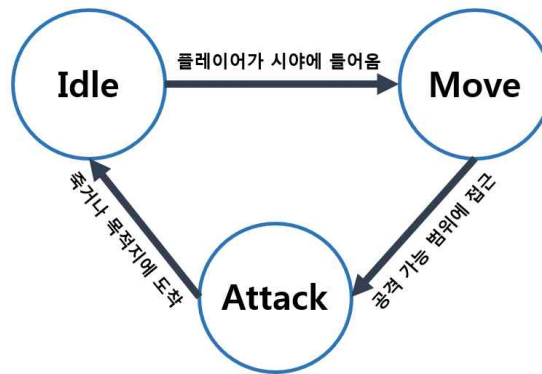 플레이어가 시야에 들어옴
Idle
Move
죽거나 목적지에 도착
공격 가능 범위에 접근
Attack